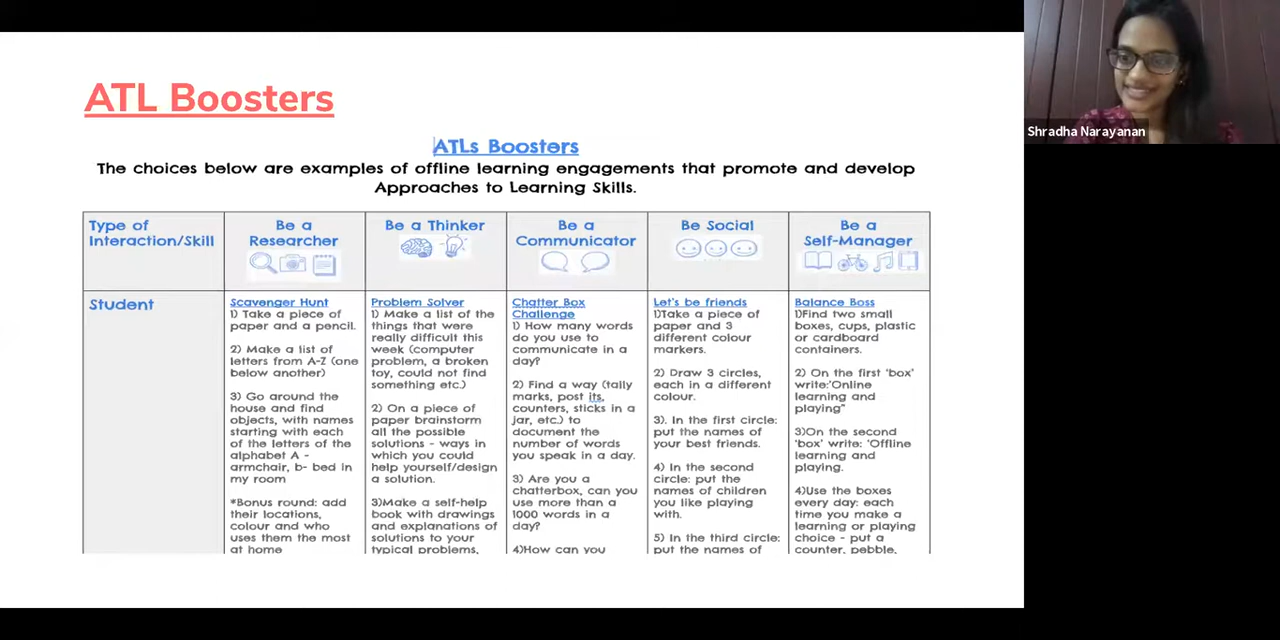 ATL Boosters
ATLs Boosters
The choices below are examples of offline learning engagements that promote and develop
Approaches to Learning Skills.
Type of
Interaction/Skill
Be a
Researcher
Be a Thinker
Be a
Communicator
Be Social
Be a
Self-Manager
Student
Scavenger Hunt
1) Take a piece of
paper and a pencil.
2) Make a list of
letters from A-Z (one
below another)
3) Go around the
house and find
objects, with names
starting with each
of the letters of the
alphabet A -
armchair, b- bed in
my room
*Bonus round: add
their locations,
colour and who
uses them the most
at home
Problem Solver
1) Make a list of the
things that were
really difficult this
week (computer
problem, a broken
toy, could not find
something etc.)
2) On a piece of
paper brainstorm
all the possible
solutions - ways in
which you could
help yourself/design
a solution.
3)Make a self-help
book with drawings
and explanations of
solutions to your
typical problems,
Chatter Box
Challenge
1) How many words
do you use to
communicate in a
day?
2) Find a way (tally
marks, post its,
counters, sticks in a
jar, etc.) to
document the
number of words
you speak in a day.
3) Are you a
chatterbox, can you
use more than a
1000 words in a
day?
4)How can you
Let's be friends
1)Take a piece of
paper and 3
different colour
markers.
2) Draw 3 circles,
each in a different
colour.
3). In the first circle:
put the names of
your best friends.
4) In the second
circle: put the
names of children
you like playing
with.
5) In the third circle:
put the names of
Balance Boss
1)Find two small
boxes, cups, plastic
or cardboard
containers.
2) On the first 'box'
write:'Online
learning and
playing"
3)On the second
'box' write: 'Offline
learning and
playing.
4)Use the boxes
every day: each
time you make a
learning or playing
choice - put a
counter, pebble,
Shradha Narayanan